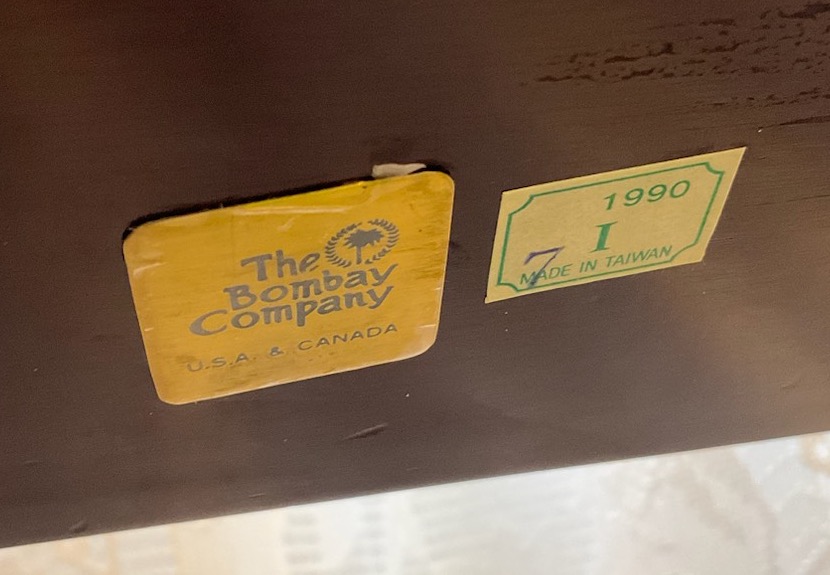 The
Bombay
Company
U.S.A. & CANADA
1990
I
7
MADE IN TAIWAN